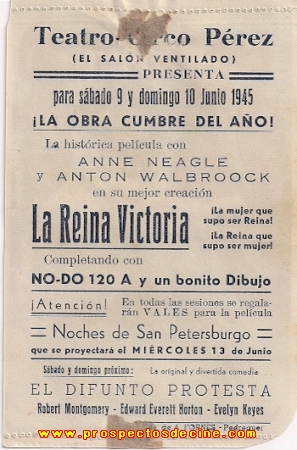 Teatro-Circo Pérez
(EL SALÓN VENTILADO)
PRESENTA
para sábado 9 y domingo 10 Junio 1945
¡LA OBRA CUMBRE DEL AÑO!
La histórica película con
ANNE NEAGLE
Y ANTON WALBROOCK
en su mejor creación
La Reina Victoria
¡La mujer que
supo ser Reina!
¡La Reina que
supo ser mujer!
Completando con
NO-DO 120 A y un bonito Dibujo
¡Atención!
En todas las sesiones se regala-
rán VALES para la película
Noches de San Petersburgo
que se proyectará el MIÉRCOLES 13 de Junio
Sábado y domingo próximo:
La original y divertida comedia
EL DIFUNTO PROTESTA
Robert Montgomery - Edward Everett Horton - Evelyn Keyes
de A. FORNÉS - Pedreguer
www.prospectosdecine.com